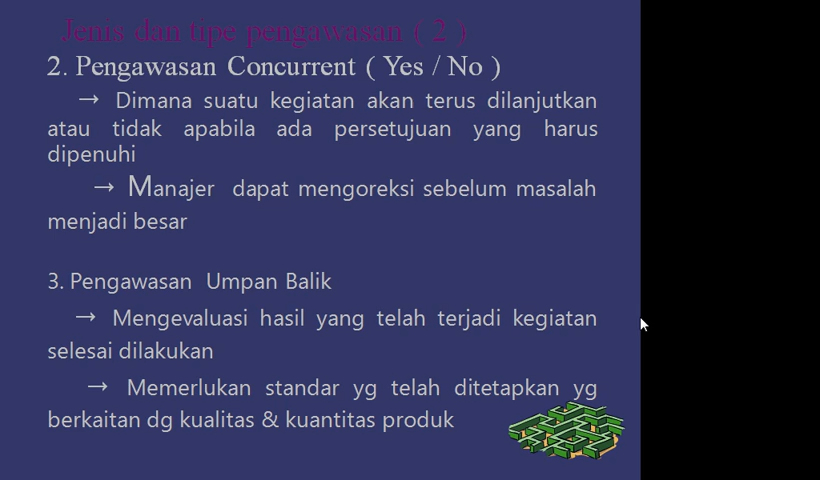 Jenis dan tipe pengawasan ( 2 )
2. Pengawasan Concurrent ( Yes / No )
→ Dimana suatu kegiatan akan terus dilanjutkan
atau tidak apabila ada persetujuan yang harus
dipenuhi
→ Manajer dapat mengoreksi sebelum masalah
menjadi besar
3. Pengawasan Umpan Balik
→ Mengevaluasi hasil yang telah terjadi kegiatan
selesai dilakukan
→ Memerlukan standar yg telah ditetapkan yg
berkaitan dg kualitas & kuantitas produk